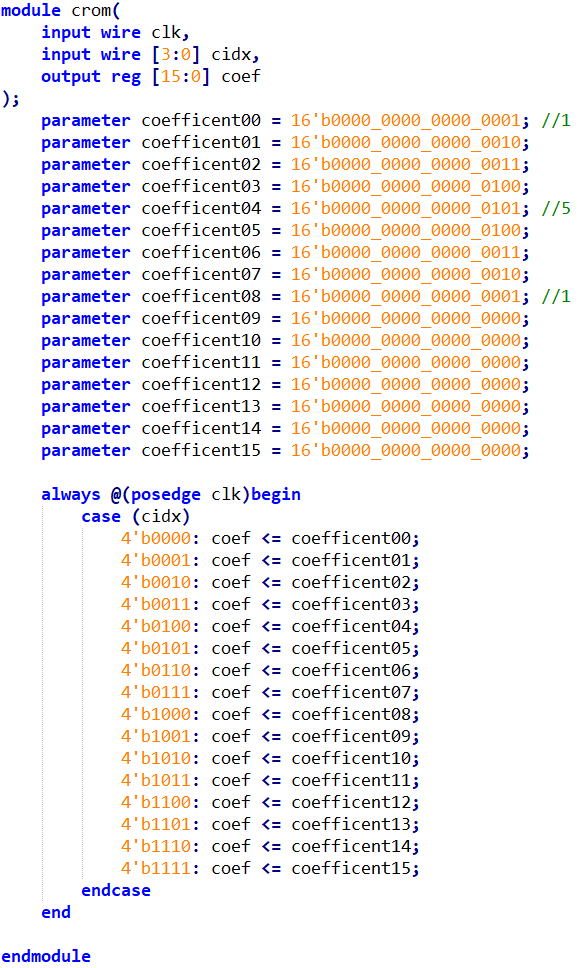 module crom(
    input wire clk,
    input wire [3:0] cidx,
    output reg [15:0] coef
);
    parameter coefficent00 = 16'b0000_0000_0000_0001; //1
    parameter coefficent01 = 16'b0000_0000_0000_0010;
    parameter coefficent02 = 16'b0000_0000_0000_0011;
    parameter coefficent03 = 16'b0000_0000_0000_0100;
    parameter coefficent04 = 16'b0000_0000_0000_0101; //5
    parameter coefficent05 = 16'b0000_0000_0000_0100;
    parameter coefficent06 = 16'b0000_0000_0000_0011;
    parameter coefficent07 = 16'b0000_0000_0000_0010;
    parameter coefficent08 = 16'b0000_0000_0000_0001; //1
    parameter coefficent09 = 16'b0000_0000_0000_0000;
    parameter coefficent10 = 16'b0000_0000_0000_0000;
    parameter coefficent11 = 16'b0000_0000_0000_0000;
    parameter coefficent12 = 16'b0000_0000_0000_0000;
    parameter coefficent13 = 16'b0000_0000_0000_0000;
    parameter coefficent14 = 16'b0000_0000_0000_0000;
    parameter coefficent15 = 16'b0000_0000_0000_0000;

    always @(posedge clk)begin
        case (cidx)
            4'b0000: coef <= coefficent00;
            4'b0001: coef <= coefficent01;
            4'b0010: coef <= coefficent02;
            4'b0011: coef <= coefficent03;
            4'b0100: coef <= coefficent04;
            4'b0101: coef <= coefficent05;
            4'b0110: coef <= coefficent06;
            4'b0111: coef <= coefficent07;
            4'b1000: coef <= coefficent08;
            4'b1001: coef <= coefficent09;
            4'b1010: coef <= coefficent10;
            4'b1011: coef <= coefficent11;
            4'b1100: coef <= coefficent12;
            4'b1101: coef <= coefficent13;
            4'b1110: coef <= coefficent14;
            4'b1111: coef <= coefficent15;
        endcase
    end

endmodule